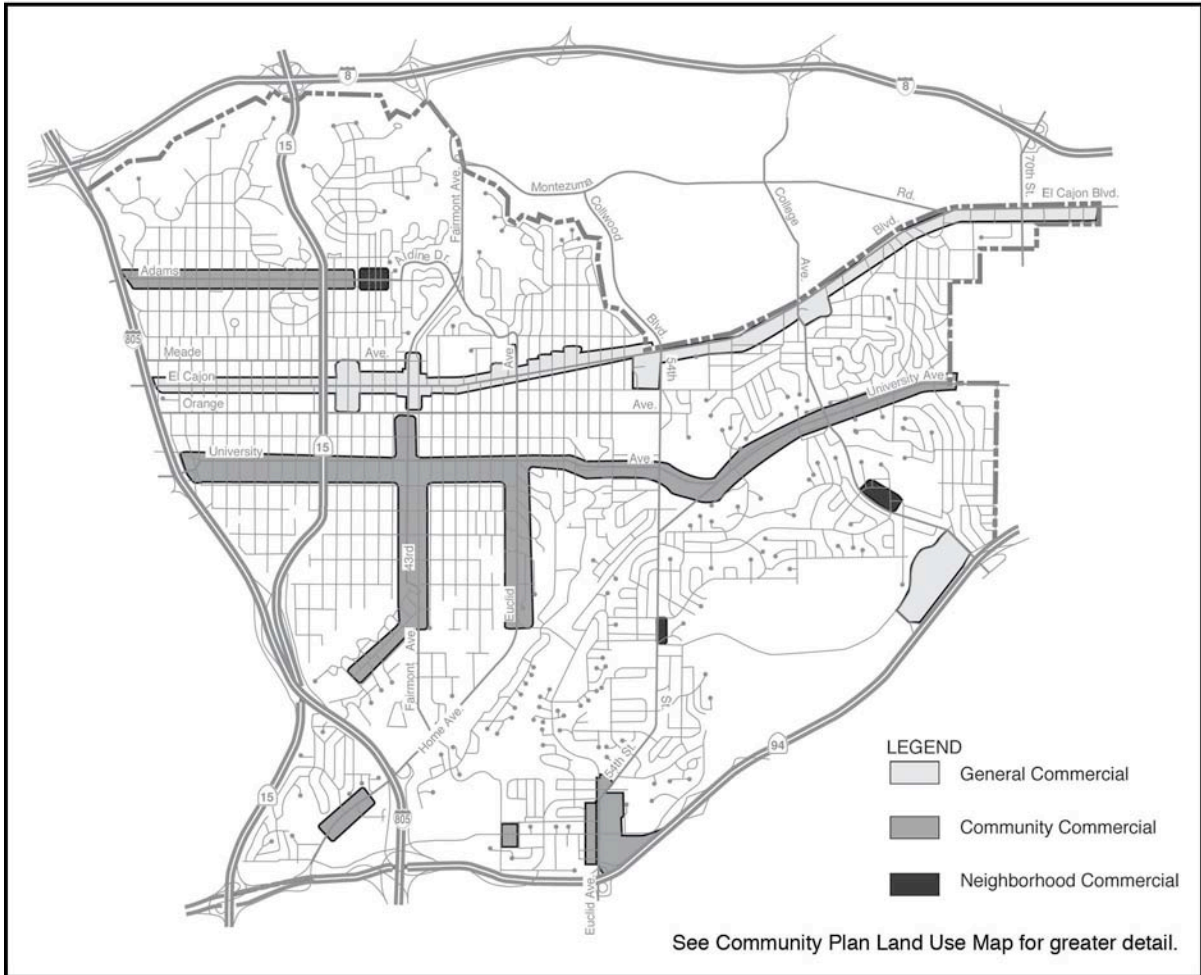 8
8
15
70th St.
Fairmont Ave.
Montezuma
Rd.
El Cajon Blvd.
Collwood
College
Blvd.
Aldine Dr.
Adams
Ave.
805
Blvd.
Meade
Ave.
Ave
54th
El Cajon
University Ave
Orange
Ave.
15
University
Ave
43rd
Euclid
Fairmont Ave
Home Ave.
St.
94
54th St.
15
805
Euclid Ave.
LEGEND
General Commercial
Community Commercial
Neighborhood Commercial
See Community Plan Land Use Map for greater detail.